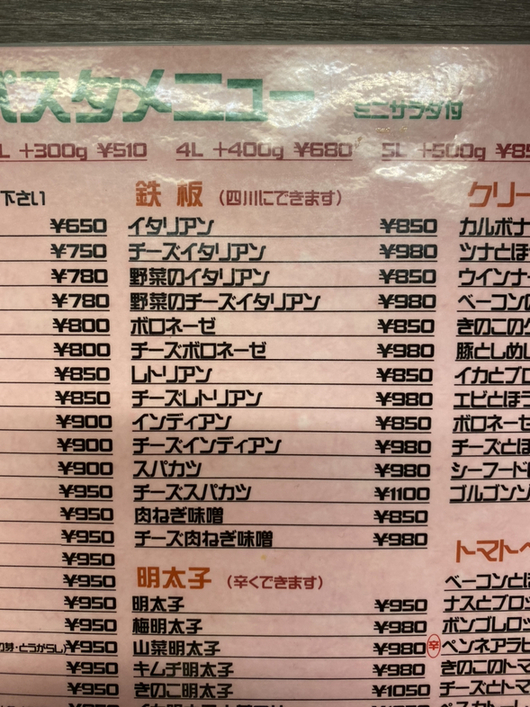 パスタメニュー ミニサラダ付
L +300g ¥510 4L +400g ¥680 5L +500g ¥85
下さい
¥650
¥750
¥780
¥780
¥800
¥800
¥850
¥850
¥900
¥900
¥900
¥950
¥950
¥950
¥950
¥950
¥950
¥950
の芽・とうがらし) ¥950
¥950
¥950
鉄板 (四川にできます)
イタリアン ¥850
チーズイタリアン ¥980
野菜のイタリアン ¥850
野菜のチーズイタリアン ¥980
ボロネーゼ ¥850
チーズボロネーゼ ¥980
レトリアン ¥850
チーズレトリアン ¥980
インディアン ¥850
チーズインディアン ¥980
スパカツ ¥980
チーズスパカツ ¥1100
肉ねぎ味噌 ¥850
チーズ肉ねぎ味噌 ¥980
明太子 (辛くできます)
明太子 ¥950
梅明太子 ¥980
山菜明太子 ¥980
キムチ明太子 ¥980
きのこ明太子 ¥1050
クリー
カルボナ
ツナとほ
ウインナ
ベーコンの
きのこのク
豚としめし
イカとブロ
エビとほう
ボロネーゼ
チーズとほ
シーフード
ゴルゴンゾ
トマトベ
ベーコンとほ
ナスとブロッ
ボンゴレロッ
辛 ペンネアラビ
きのこのトマ
チーズとトマ